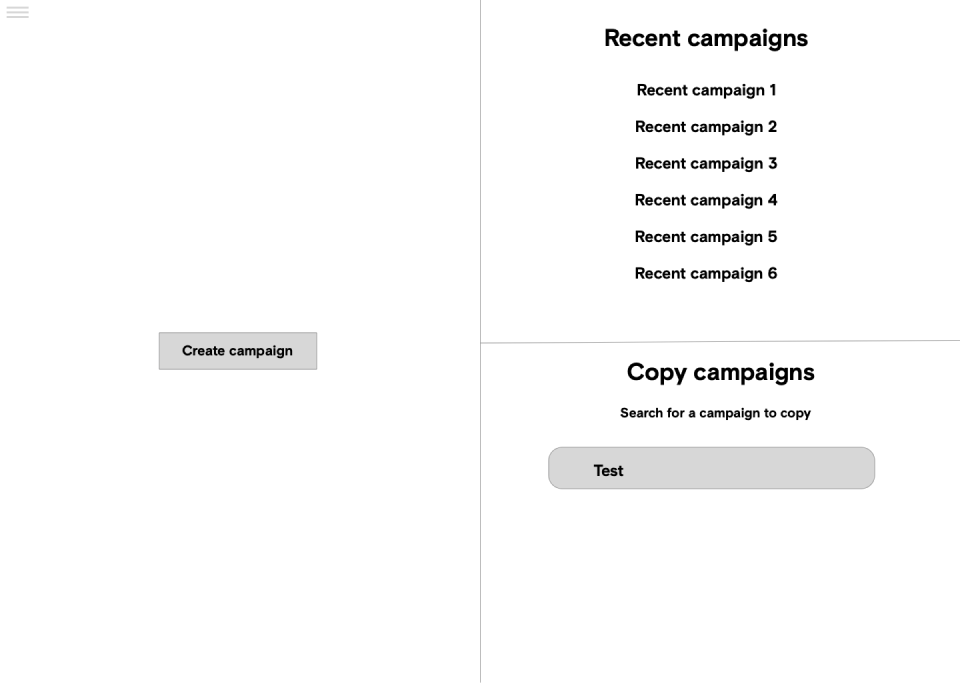 Create campaign
Recent campaigns
Recent campaign 1
Recent campaign 2
Recent campaign 3
Recent campaign 4
Recent campaign 5
Recent campaign 6
Copy campaigns
Search for a campaign to copy
Test